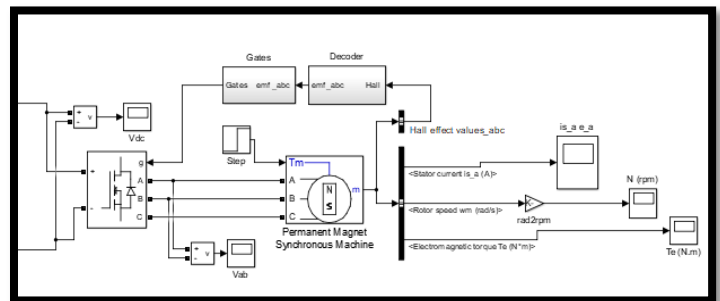 Gates
Decoder
Gates emf_abc
emf_abc Hall
+
-
v
Vdc
Hall effect values_abc
is_a e_a
Step
g
A
B
C
+
-
Tm
A
B
C
m
N
S
<Stator current is_a (A)>
N (rpm)
<Rotor speed wm (rad/s)>
rad2rpm
Permanent Magnet
Synchronous Machine
+
-
v
Vab
<Electromagnetic torque Te (N*m)>
Te (N.m)